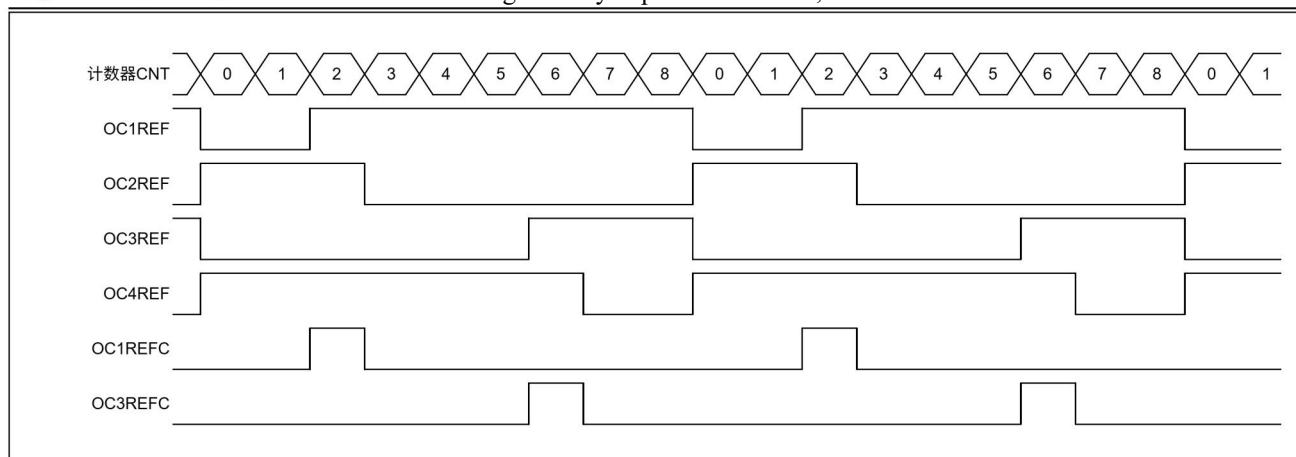 计数器CNT 0 1 2 3 4 5 6 7 8 0 1 2 3 4 5 6 7 8 0 1
OC1REF
OC2REF
OC3REF
OC4REF
OC1REFC
OC3REFC